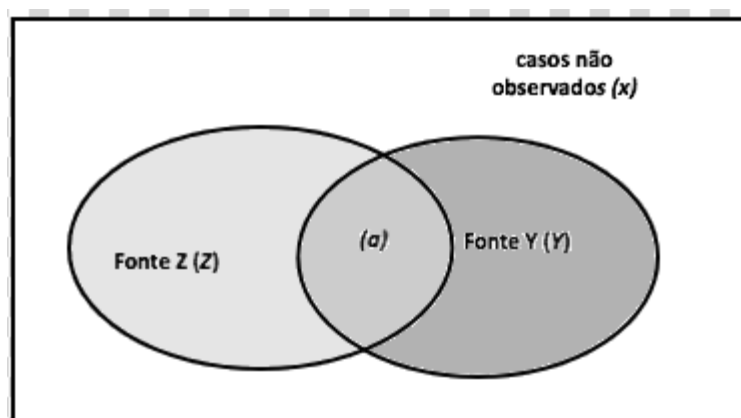 casos não
observados (x)
(a)
Fonte Z (Z)
Fonte Y (Y)